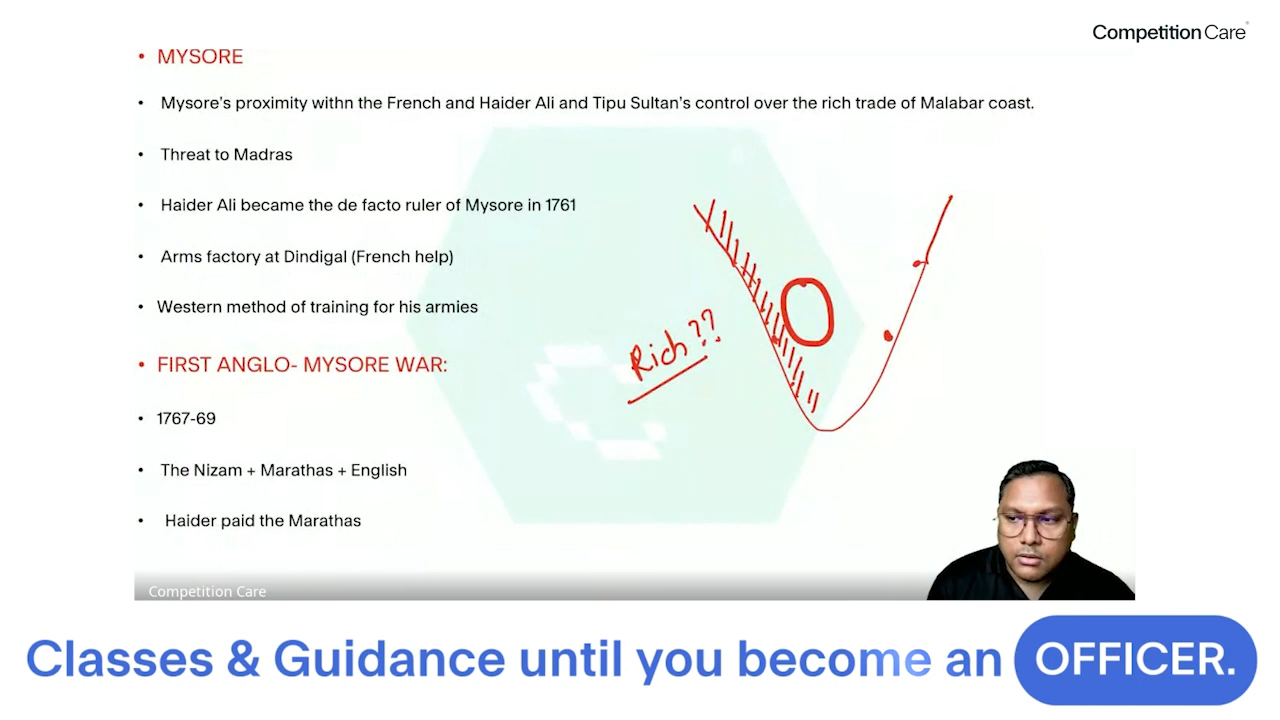 Competition Care
• MYSORE
• Mysore's proximity withn the French and Haider Ali and Tipu Sultan's control over the rich trade of Malabar coast.
• Threat to Madras
• Haider Ali became the de facto ruler of Mysore in 1761
• Arms factory at Dindigal (French help)
• Western method of training for his armies
Rich??
• FIRST ANGLO- MYSORE WAR:
• 1767-69
• The Nizam + Marathas + English
• Haider paid the Marathas
Competition Care
Classes & Guidance until you become an OFFICER.